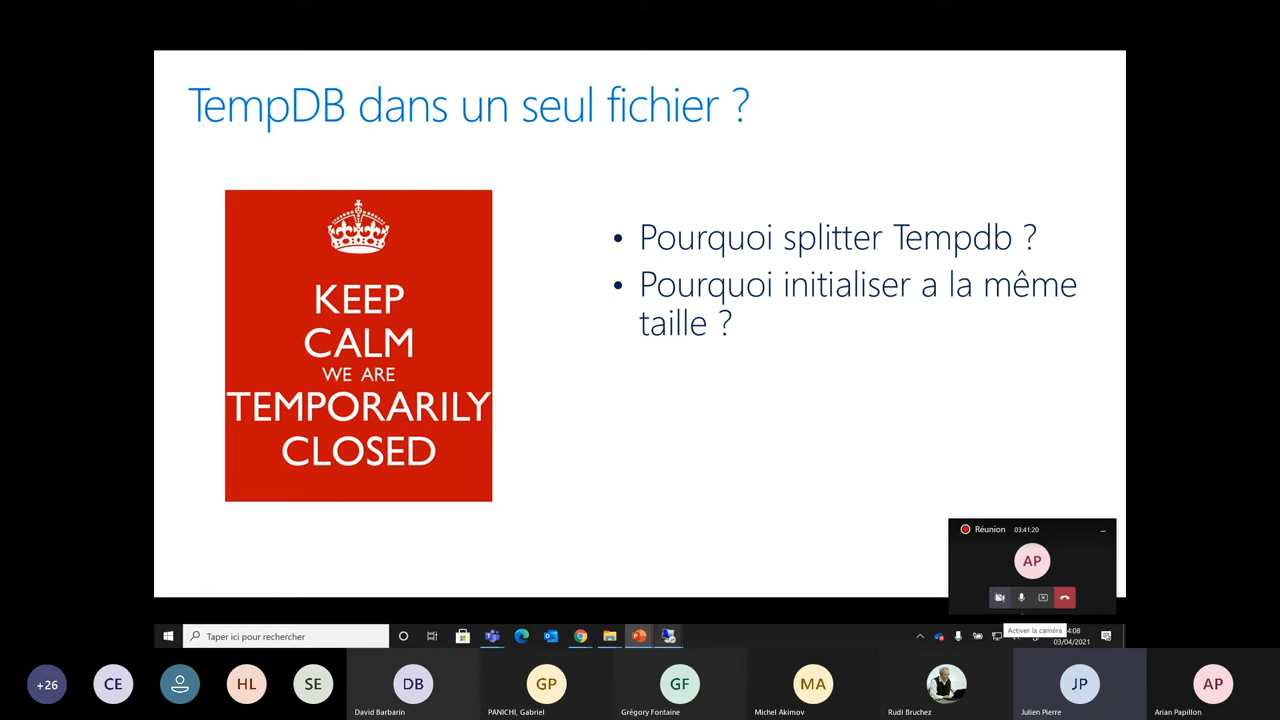 TempDB dans un seul fichier ?
KEEP
CALM
WE ARE
TEMPORARILY
CLOSED
• Pourquoi splitter Tempdb ?
• Pourquoi initialiser a la même
taille ?
Réunion 03:41:20
AP
Activer la caméra
Taper ici pour rechercher
4:08
03/04/2021
+26
CE
HL
SE
DB
GP
GF
MA
JP
AP
David Barbarin
PANICHI, Gabriel
Grégory Fontaine
Michel Akimov
Rudi Bruchez
Julien Pierre
Arian Papillon